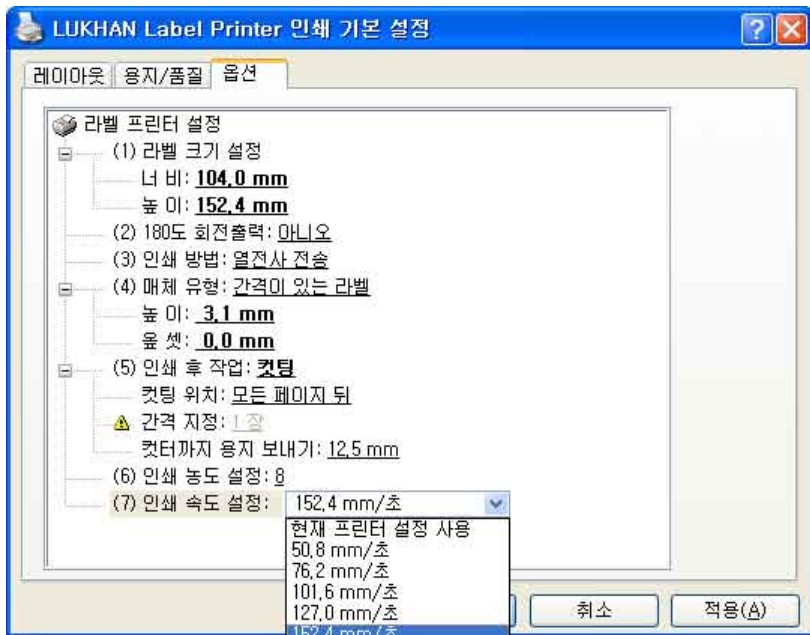 LUKHAN Label Printer 인쇄 기본 설정
레이아웃 용지/품질 옵션
라벨 프린터 설정
(1) 라벨 크기 설정
너 비: 104,0 mm
높 이: 152,4 mm
(2) 180도 회전출력: 아니오
(3) 인쇄 방법: 열전사 전송
(4) 매체 유형: 간격이 있는 라벨
높 이: 3,1 mm
옵 셋: 0,0 mm
(5) 인쇄 후 작업: 컷팅
컷팅 위치: 모든 페이지 뒤
간격 지정: 1 장
컷터까지 용지 보내기: 12,5 mm
(6) 인쇄 농도 설정: 8
(7) 인쇄 속도 설정: 152,4 mm/초
현재 프린터 설정 사용
50,8 mm/초
76,2 mm/초
101,6 mm/초
127,0 mm/초
152,4 mm/초
취소 적용(A)